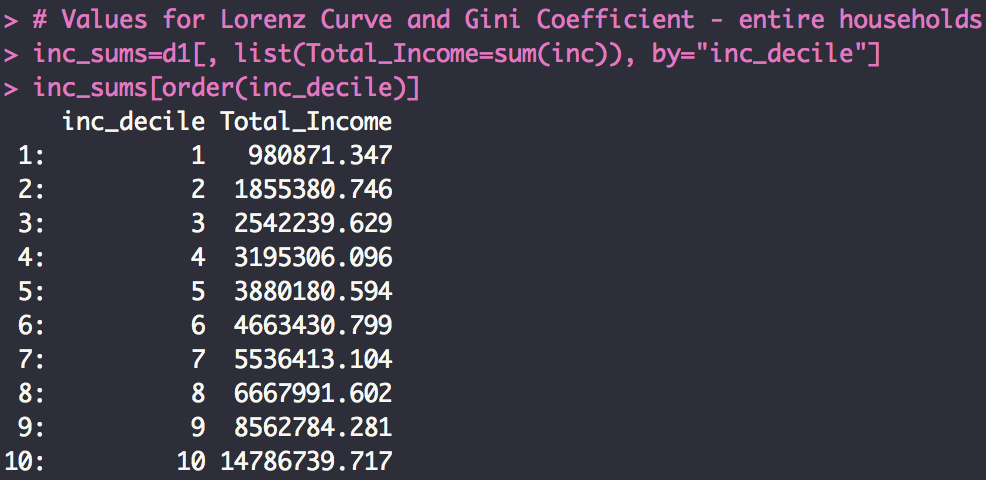 > # Values for Lorenz Curve and Gini Coefficient - entire households
> inc_sums=d1[, list(Total_Income=sum(inc)), by="inc_decile"]
> inc_sums[order(inc_decile)]
    inc_decile Total_Income
 1:          1   980871.347
 2:          2  1855380.746
 3:          3  2542239.629
 4:          4  3195306.096
 5:          5  3880180.594
 6:          6  4663430.799
 7:          7  5536413.104
 8:          8  6667991.602
 9:          9  8562784.281
10:         10 14786739.717